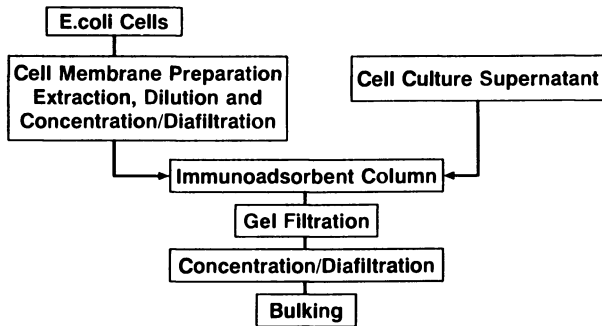 E.coli Cells
Cell Membrane Preparation
Extraction, Dilution and
Concentration/Diafiltration
Cell Culture Supernatant
Immunoadsorbent Column
Gel Filtration
Concentration/Diafiltration
Bulking